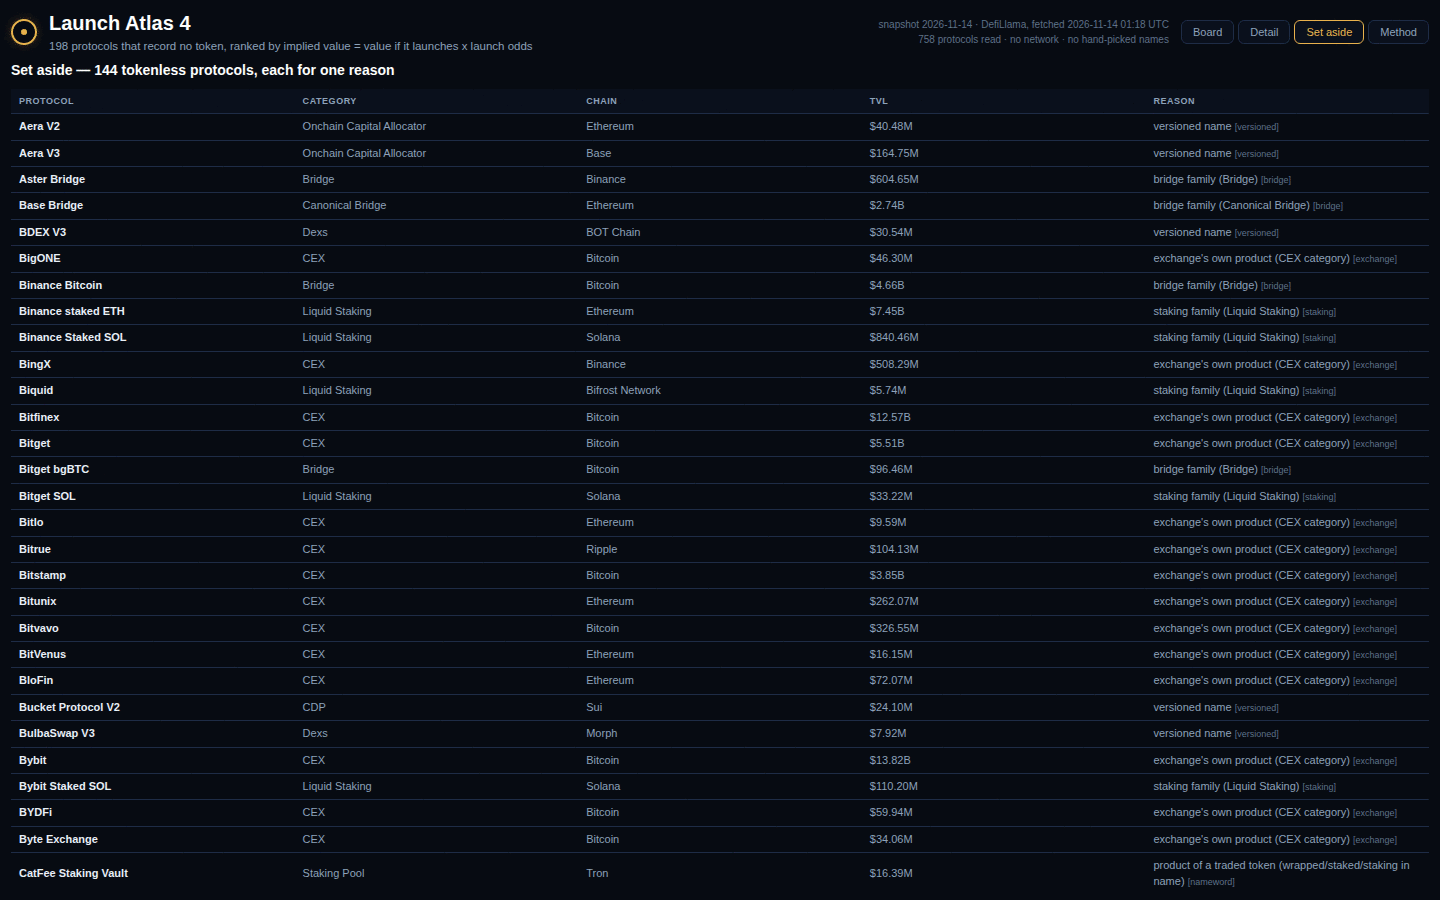 Launch Atlas 4
198 protocols that record no token, ranked by implied value = value if it launches x launch odds
snapshot 2026-11-14 · DefiLlama, fetched 2026-11-14 01:18 UTC
758 protocols read · no network · no hand-picked names
Board Detail Set aside Method
Set aside — 144 tokenless protocols, each for one reason
PROTOCOL CATEGORY CHAIN TVL REASON
Aera V2 Onchain Capital Allocator Ethereum $40.48M versioned name [versioned]
Aera V3 Onchain Capital Allocator Base $164.75M versioned name [versioned]
Aster Bridge Bridge Binance $604.65M bridge family (Bridge) [bridge]
Base Bridge Canonical Bridge Ethereum $2.74B bridge family (Canonical Bridge) [bridge]
BDEX V3 Dexs BOT Chain $30.54M versioned name [versioned]
BigONE CEX Bitcoin $46.30M exchange's own product (CEX category) [exchange]
Binance Bitcoin Bridge Bitcoin $4.66B bridge family (Bridge) [bridge]
Binance staked ETH Liquid Staking Ethereum $7.45B staking family (Liquid Staking) [staking]
Binance Staked SOL Liquid Staking Solana $840.46M staking family (Liquid Staking) [staking]
BingX CEX Binance $508.29M exchange's own product (CEX category) [exchange]
Biquid Liquid Staking Bifrost Network $5.74M staking family (Liquid Staking) [staking]
Bitfinex CEX Bitcoin $12.57B exchange's own product (CEX category) [exchange]
Bitget CEX Bitcoin $5.51B exchange's own product (CEX category) [exchange]
Bitget bgBTC Bridge Bitcoin $96.46M bridge family (Bridge) [bridge]
Bitget SOL Liquid Staking Solana $33.22M staking family (Liquid Staking) [staking]
Bitlo CEX Ethereum $9.59M exchange's own product (CEX category) [exchange]
Bitrue CEX Ripple $104.13M exchange's own product (CEX category) [exchange]
Bitstamp CEX Bitcoin $3.85B exchange's own product (CEX category) [exchange]
Bitunix CEX Ethereum $262.07M exchange's own product (CEX category) [exchange]
Bitvavo CEX Bitcoin $326.55M exchange's own product (CEX category) [exchange]
BitVenus CEX Ethereum $16.15M exchange's own product (CEX category) [exchange]
BloFin CEX Ethereum $72.07M exchange's own product (CEX category) [exchange]
Bucket Protocol V2 CDP Sui $24.10M versioned name [versioned]
BulbaSwap V3 Dexs Morph $7.92M versioned name [versioned]
Bybit CEX Bitcoin $13.82B exchange's own product (CEX category) [exchange]
Bybit Staked SOL Liquid Staking Solana $110.20M staking family (Liquid Staking) [staking]
BYDFi CEX Bitcoin $59.94M exchange's own product (CEX category) [exchange]
Byte Exchange CEX Bitcoin $34.06M exchange's own product (CEX category) [exchange]
CatFee Staking Vault Staking Pool Tron $16.39M product of a traded token (wrapped/staked/staking in
name) [nameword]